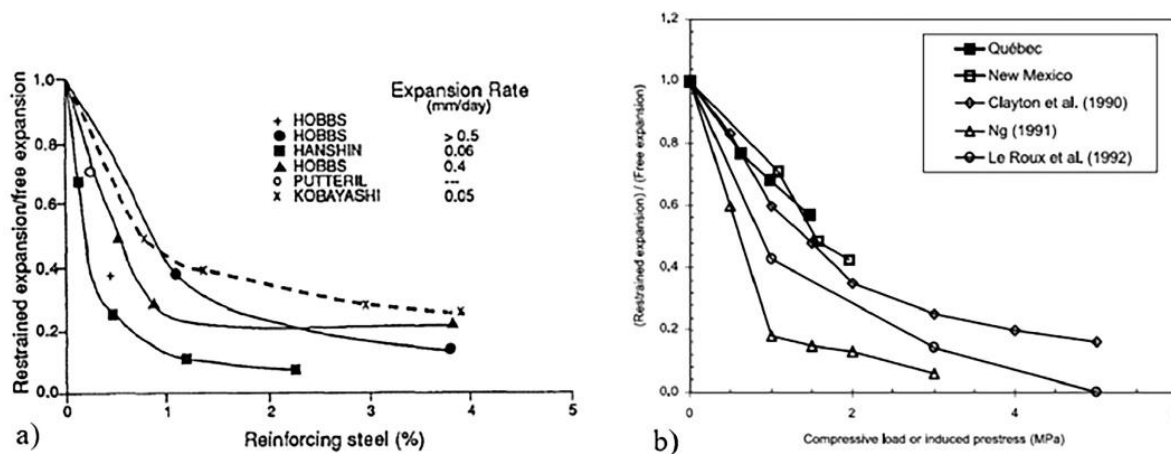 Restrained expansion/free expansion
1,0
0.8
0.6
0.4
0.2
0.0
0
1
2
3
4
5
Reinforcing steel (%)
a)
Expansion Rate
(mm/day)
HOBBS
HOBBS > 0.5
HANSHIN 0.06
HOBBS 0.4
PUTTERIL ---
KOBAYASHI 0.05
(Restrained expansion) / (Free expansion)
1.2
1.0
0.8
0.6
0.4
0.2
0.0
0
2
4
Compressive load or induced prestress (MPa)
b)
Québec
New Mexico
Clayton et al. (1990)
Ng (1991)
Le Roux et al. (1992)